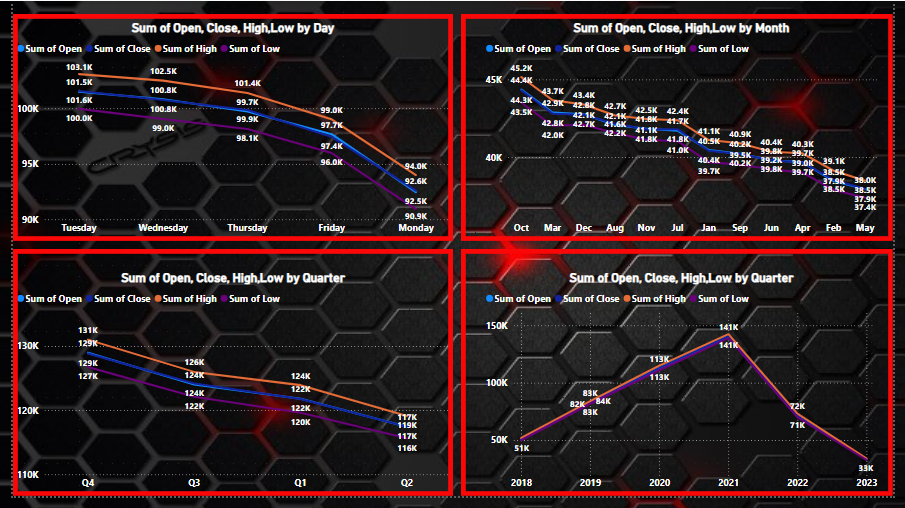 Sum of Open, Close, High,Low by Day
Sum of Open Sum of Close Sum of High Sum of Low
103.1K
102.5K
101.5K
101.4K
100.8K
101.6K
99.7K
99.0K
100K
100.0K
100.8K
99.9K
97.7K
99.0K
98.1K
97.4K
96.0K
95K
94.0K
92.6K
92.5K
90.9K
90K
Tuesday Wednesday Thursday Friday Monday
Sum of Open, Close, High,Low by Month
Sum of Open Sum of Close Sum of High Sum of Low
45.2K
45K
44.4K
43.7K
43.4K
44.3K
42.9K
42.8K
42.7K
42.5K
42.4K
43.5K
42.8K
42.1K
42.1K
41.8K
41.7K
42.0K
42.7K
41.6K
42.2K
41.1K
41.8K
41.8K
41.0K
41.1K
40.9K
40.4K
40.3K
40.2K
39.8K
39.7K
39.1K
40K
40.4K
39.5K
39.2K
39.0K
38.5K
38.0K
39.7K
40.2K
39.8K
39.7K
37.9K
38.5K
38.5K
37.9K
37.4K
Oct Mar Dec Aug Nov Jul Jan Sep Jun Apr Feb May
Sum of Open, Close, High,Low by Quarter
Sum of Open Sum of Close Sum of High Sum of Low
131K
130K
129K
126K
129K
124K
124K
127K
124K
122K
122K
122K
120K
120K
117K
119K
117K
116K
110K
Q4 Q3 Q1 Q2
Sum of Open, Close, High,Low by Quarter
Sum of Open Sum of Close Sum of High Sum of Low
150K
141K
141K
113K
113K
100K
83K
82K 84K
83K
72K
71K
50K
51K
33K
2018 2019 2020 2021 2022 2023